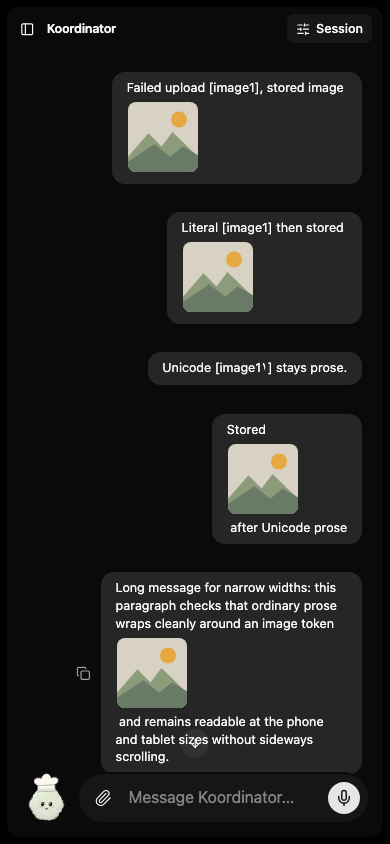 Koordinator
Session
Failed upload [image1], stored image
Literal [image1] then stored
Unicode [image1١] stays prose.
Stored
after Unicode prose
Long message for narrow widths: this
paragraph checks that ordinary prose
wraps cleanly around an image token
and remains readable at the phone
and tablet sizes without sideways
scrolling.
Message Koordinator...